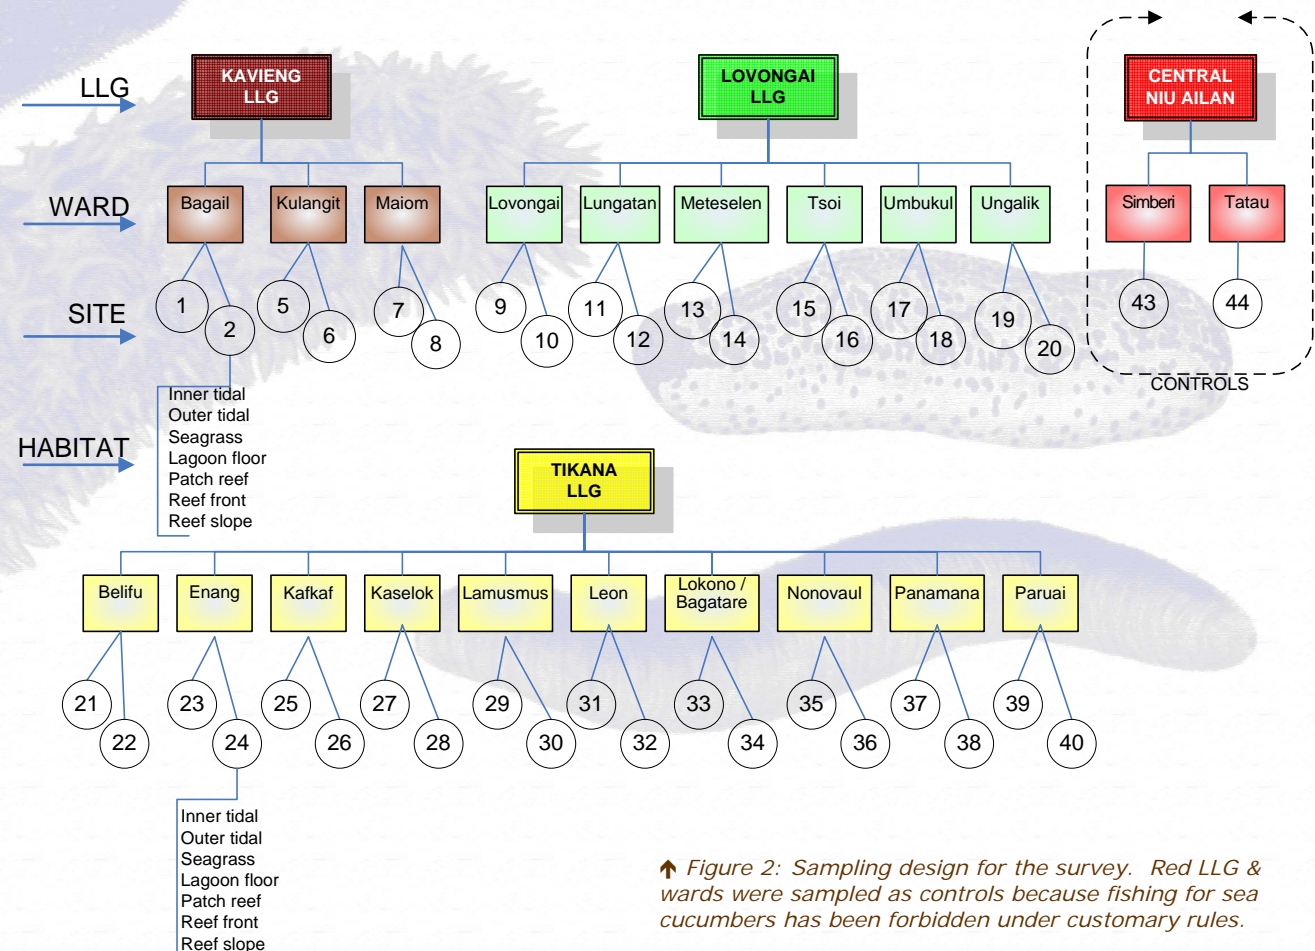 LLG
KAVIENG
LLG
LOVONGAI
LLG
CENTRAL
NIU AILAN
WARD
Bagail
Kulangit
Maiom
Lovongai
Lungatan
Meteselen
Tsoi
Umbukul
Ungalik
Simberi
Tatau
SITE
1
2
5
6
7
8
9
10
11
12
13
14
15
16
17
18
19
20
43
44
CONTROLS
HABITAT
Inner tidal
Outer tidal
Seagrass
Lagoon floor
Patch reef
Reef front
Reef slope
TIKANA
LLG
Belifu
Enang
Kafkaf
Kaselok
Lamusmus
Leon
Lokono /
Bagatare
Nonovaul
Panamana
Paruai
21
22
23
24
25
26
27
28
29
30
31
32
33
34
35
36
37
38
39
40
Inner tidal
Outer tidal
Seagrass
Lagoon floor
Patch reef
Reef front
Reef slope
↑ Figure 2: Sampling design for the survey. Red LLG &
wards were sampled as controls because fishing for sea
cucumbers has been forbidden under customary rules.